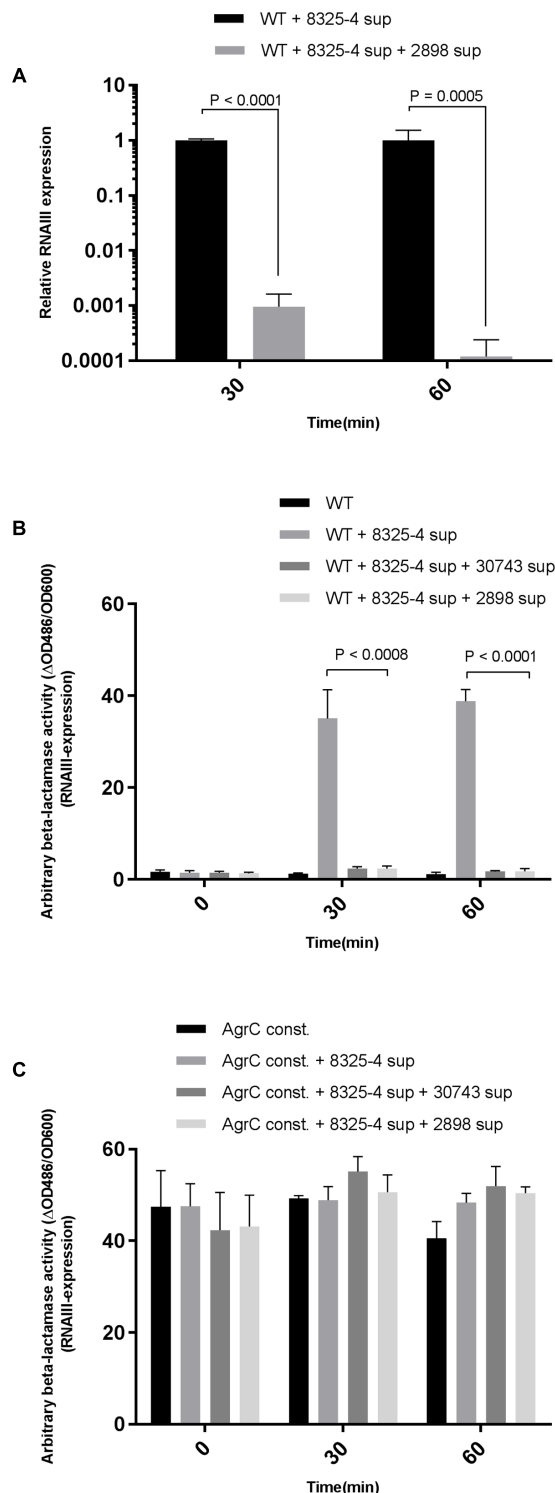 WT + 8325-4 sup
WT + 8325-4 sup + 2898 sup
A
P < 0.0001
P = 0.0005
10
1
0.1
0.01
0.001
0.0001
Relative RNAIII expression
30
60
Time(min)
B
WT
WT + 8325-4 sup
WT + 8325-4 sup + 30743 sup
WT + 8325-4 sup + 2898 sup
60
40
20
0
Arbitrary beta-lactamase activity (ΔOD486/OD600)
(RNAIII-expression)
P < 0.0008
P < 0.0001
0
30
60
Time(min)
C
AgrC const.
AgrC const. + 8325-4 sup
AgrC const. + 8325-4 sup + 30743 sup
AgrC const. + 8325-4 sup + 2898 sup
60
40
20
0
Arbitrary beta-lactamase activity (ΔOD486/OD600)
(RNAIII-expression)
0
30
60
Time(min)